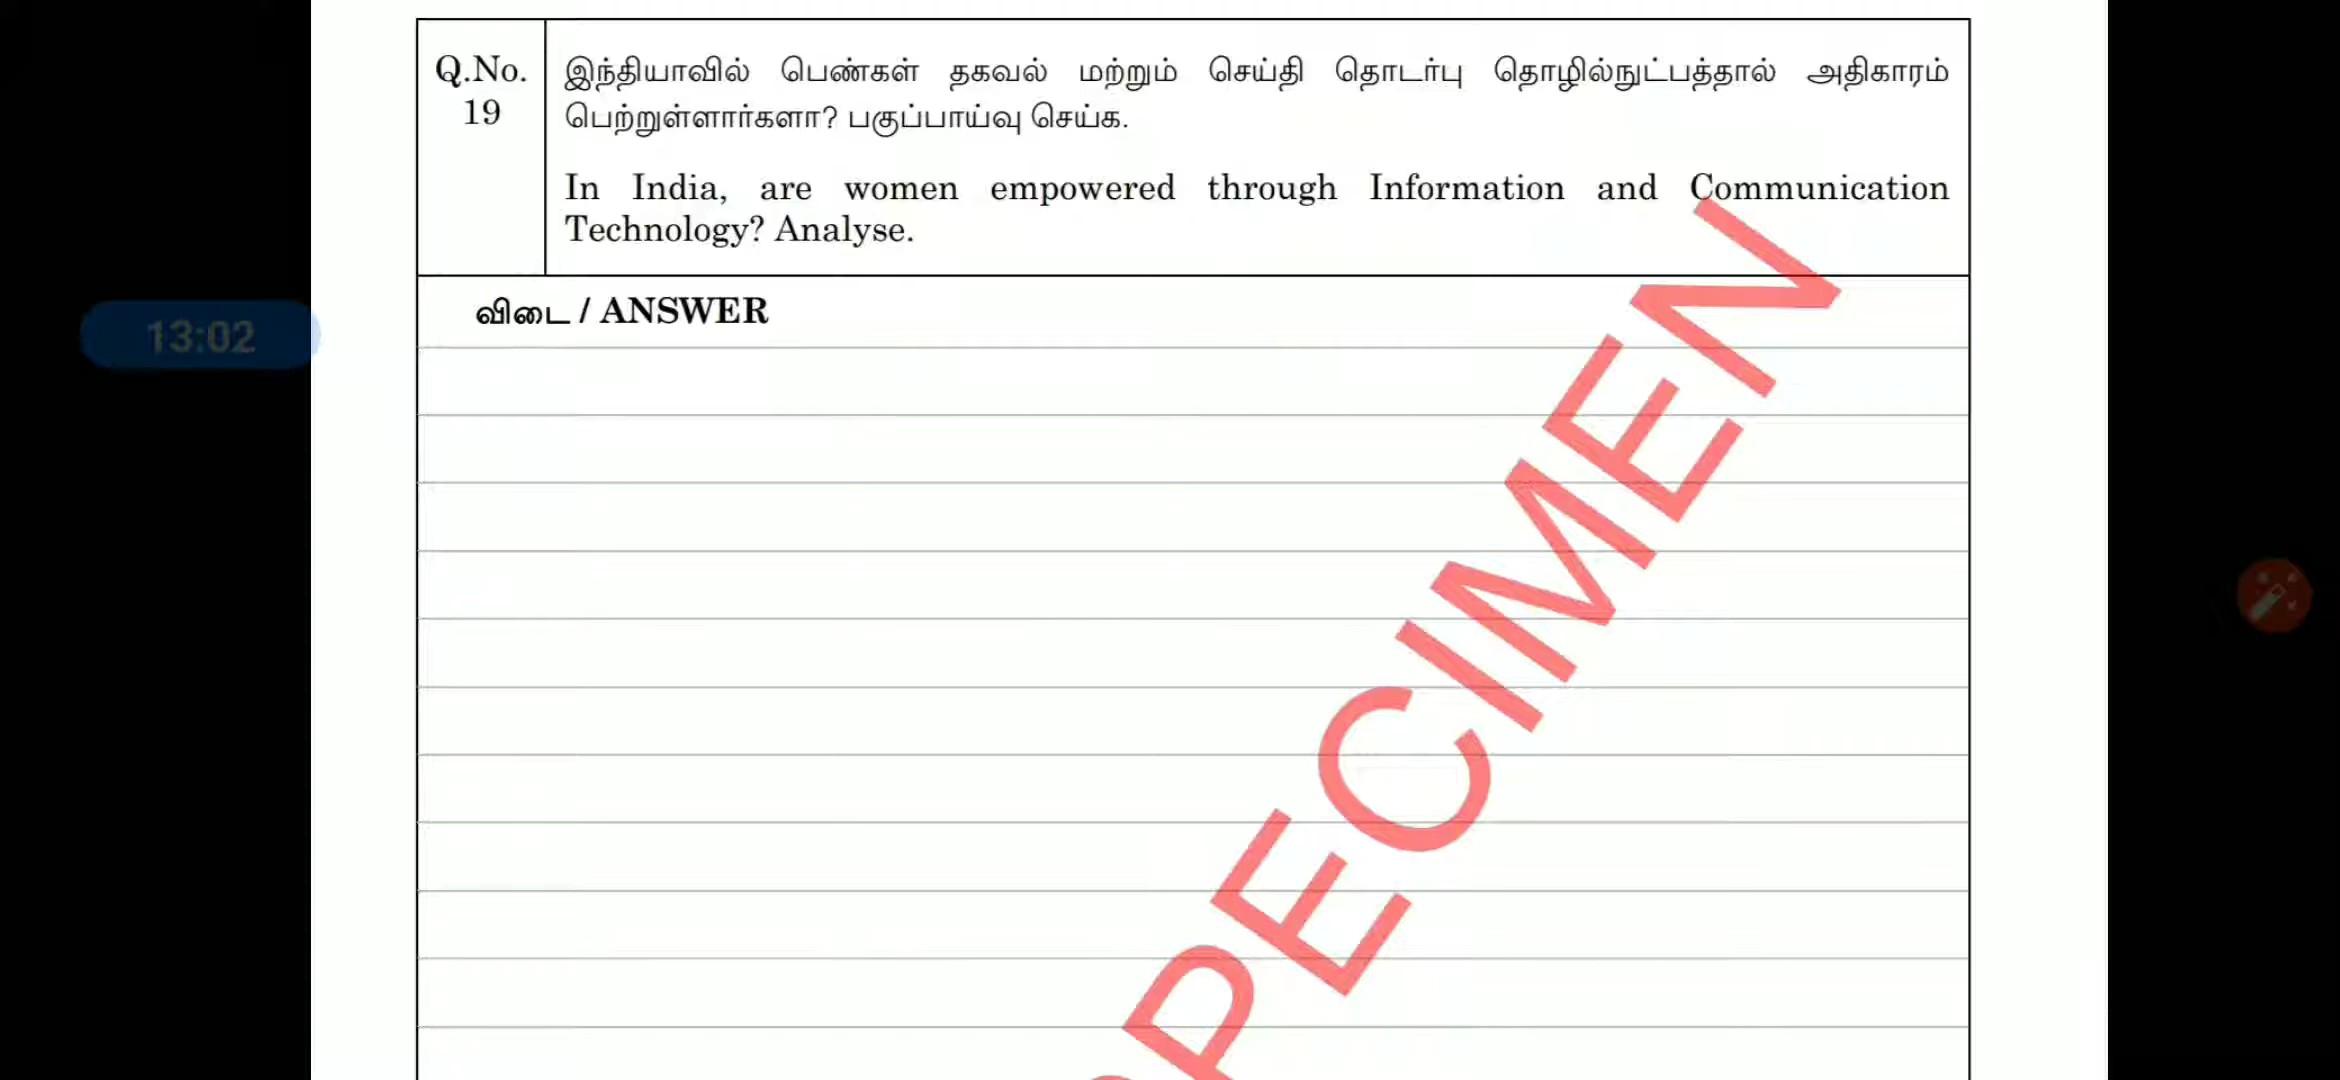 Q.No.
19
இந்தியாவில் பெண்கள் தகவல் மற்றும் செய்தி தொடர்பு தொழில்நுட்பத்தால் அதிகாரம்
பெற்றுள்ளார்களா? பகுப்பாய்வு செய்க.
In India, are women empowered through Information and Communication
Technology? Analyse.
விடை / ANSWER
13:02
PECIMEN